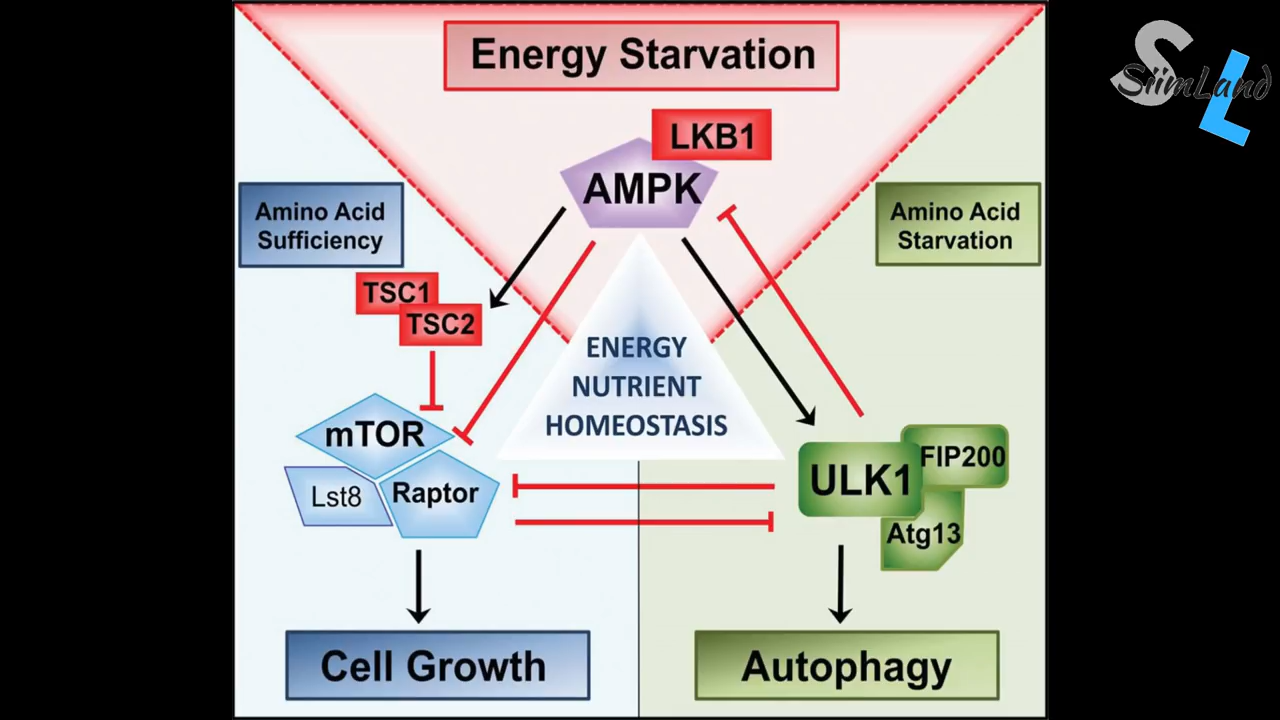 Energy Starvation
SiimLand
SL
LKB1
AMPK
Amino Acid
Sufficiency
Amino Acid
Starvation
TSC1
TSC2
ENERGY
NUTRIENT
HOMEOSTASIS
mTOR
Lst8
Raptor
ULK1
FIP200
Atg13
Cell Growth
Autophagy